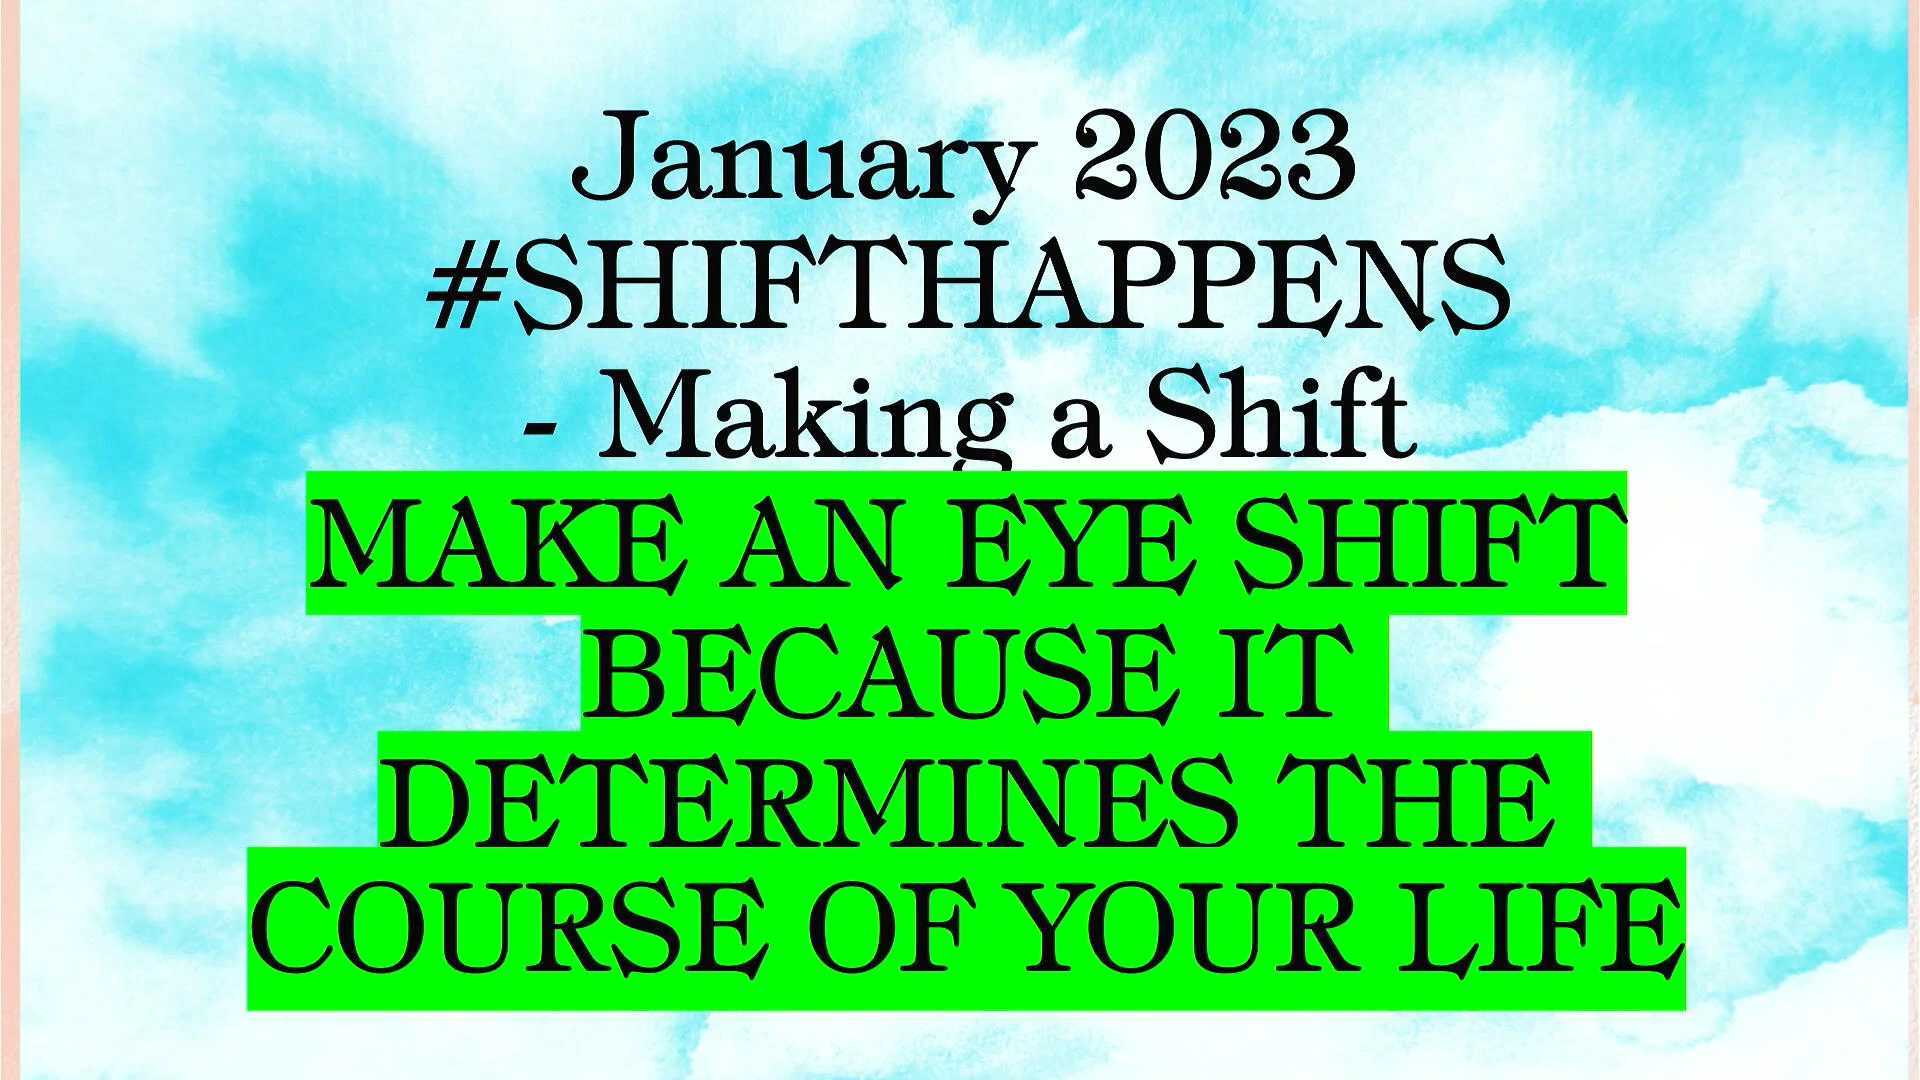 January 2023
#SHIFTHAPPENS
- Making a Shift
MAKE AN EYE SHIFT
BECAUSE IT
DETERMINES THE
COURSE OF YOUR LIFE